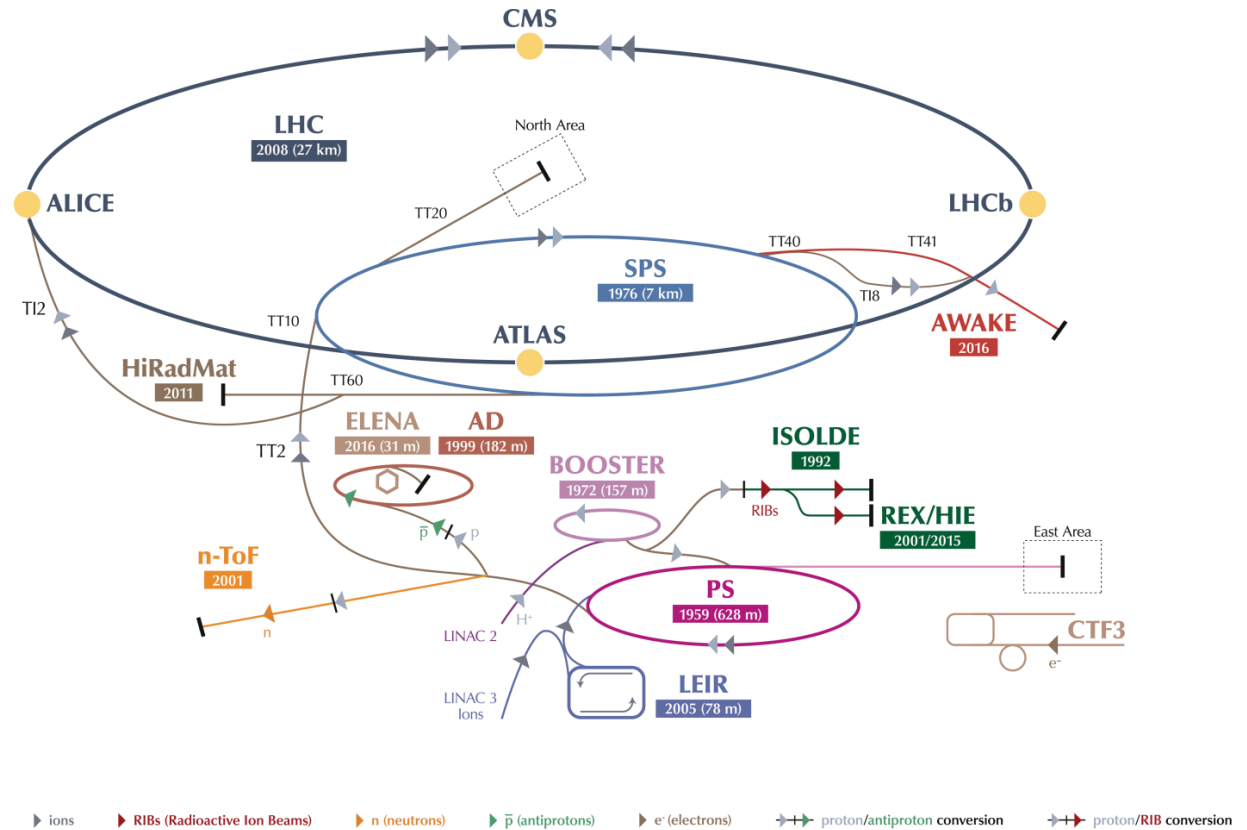 CMS
LHC
2008 (27 km)
North Area
ALICE
LHCb
TT20
TT40
TT41
SPS
1976 (7 km)
TI8
TI2
TT10
ATLAS
AWAKE
2016
HiRadMat
2011
TT60
ELENA
2016 (31 m)
AD
1999 (182 m)
TT2
BOOSTER
1972 (157 m)
ISOLDE
1992
RIBs
REX/HIE
2001/2015
p̅
p
East Area
n-ToF
2001
n
PS
1959 (628 m)
H⁺
LINAC 2
CTF3
e⁻
LINAC 3
Ions
LEIR
2005 (78 m)
ions
RIBs (Radioactive Ion Beams)
n (neutrons)
p̅ (antiprotons)
e⁻ (electrons)
proton/antiproton conversion
proton/RIB conversion